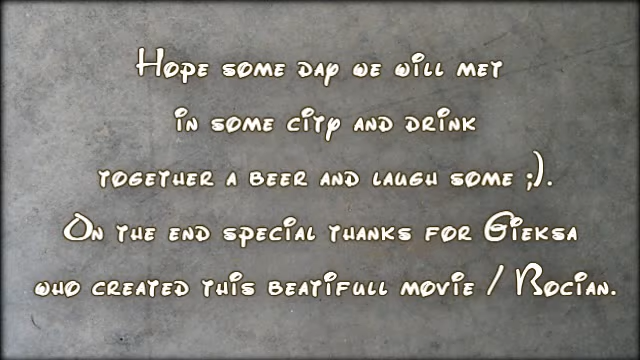 Hope some day we will met
in some city and drink
together a beer and laugh some ;).
On the end special thanks for Gieksa
who created this beatifull movie / Bocian.